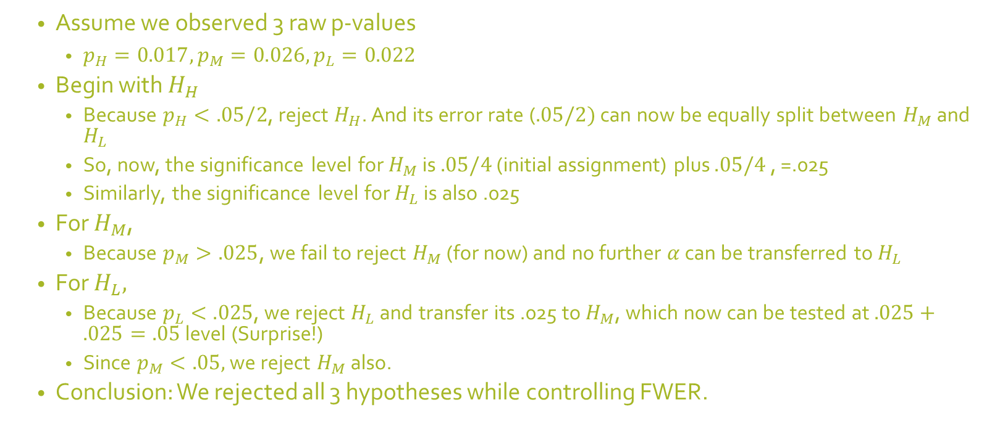 • Assume we observed 3 raw p-values
• p_H = 0.017, p_M = 0.026, p_L = 0.022
• Begin with H_H
• Because p_H < .05/2, reject H_H. And its error rate (.05/2) can now be equally split between H_M and
H_L
• So, now, the significance level for H_M is .05/4 (initial assignment) plus .05/4 , =.025
• Similarly, the significance level for H_L is also .025
• For H_M,
• Because p_M > .025, we fail to reject H_M (for now) and no further α can be transferred to H_L
• For H_L,
• Because p_L < .025, we reject H_L and transfer its .025 to H_M, which now can be tested at .025 +
.025 = .05 level (Surprise!)
• Since p_M < .05, we reject H_M also.
• Conclusion: We rejected all 3 hypotheses while controlling FWER.